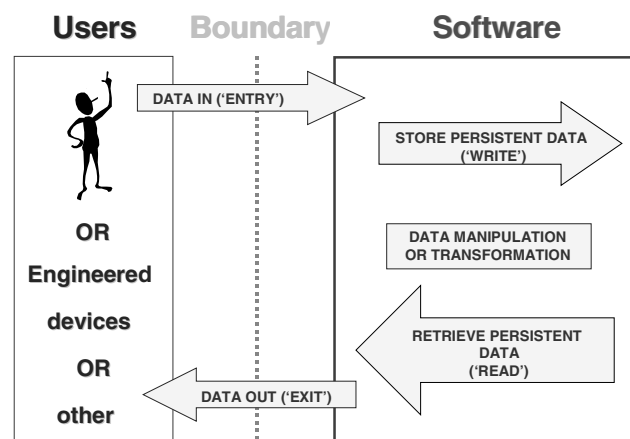 Users
Boundary
Software
DATA IN (‘ENTRY’)
STORE PERSISTENT DATA
(‘WRITE’)
OR
Engineered
devices
OR
other
DATA MANIPULATION
OR TRANSFORMATION
RETRIEVE PERSISTENT
DATA
(‘READ’)
DATA OUT (‘EXIT’)